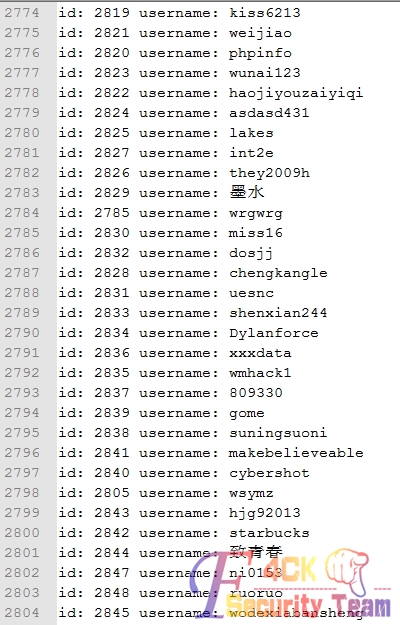 2774 id: 2819 username: kiss6213
2775 id: 2821 username: weijiao
2776 id: 2820 username: phpinfo
2777 id: 2823 username: wunai123
2778 id: 2822 username: haojiyouzaiyiqi
2779 id: 2824 username: asdasd431
2780 id: 2825 username: lakes
2781 id: 2827 username: int2e
2782 id: 2826 username: they2009h
2783 id: 2829 username: 墨水
2784 id: 2785 username: wrgwrg
2785 id: 2830 username: miss16
2786 id: 2832 username: dosjj
2787 id: 2828 username: chengkangle
2788 id: 2831 username: uesnc
2789 id: 2833 username: shenxian244
2790 id: 2834 username: Dylanforce
2791 id: 2836 username: xxxdata
2792 id: 2835 username: wmhack1
2793 id: 2837 username: 809330
2794 id: 2839 username: gome
2795 id: 2838 username: suningsuoni
2796 id: 2841 username: makebelieveable
2797 id: 2840 username: cybershot
2798 id: 2805 username: wsymz
2799 id: 2843 username: hjg92013
2800 id: 2842 username: starbucks
2801 id: 2844 username: 致青春
2802 id: 2847 username: ni0153
2803 id: 2848 username: ruoruo
2804 id: 2845 username: wodexiabansheng
F4CK
Security Team